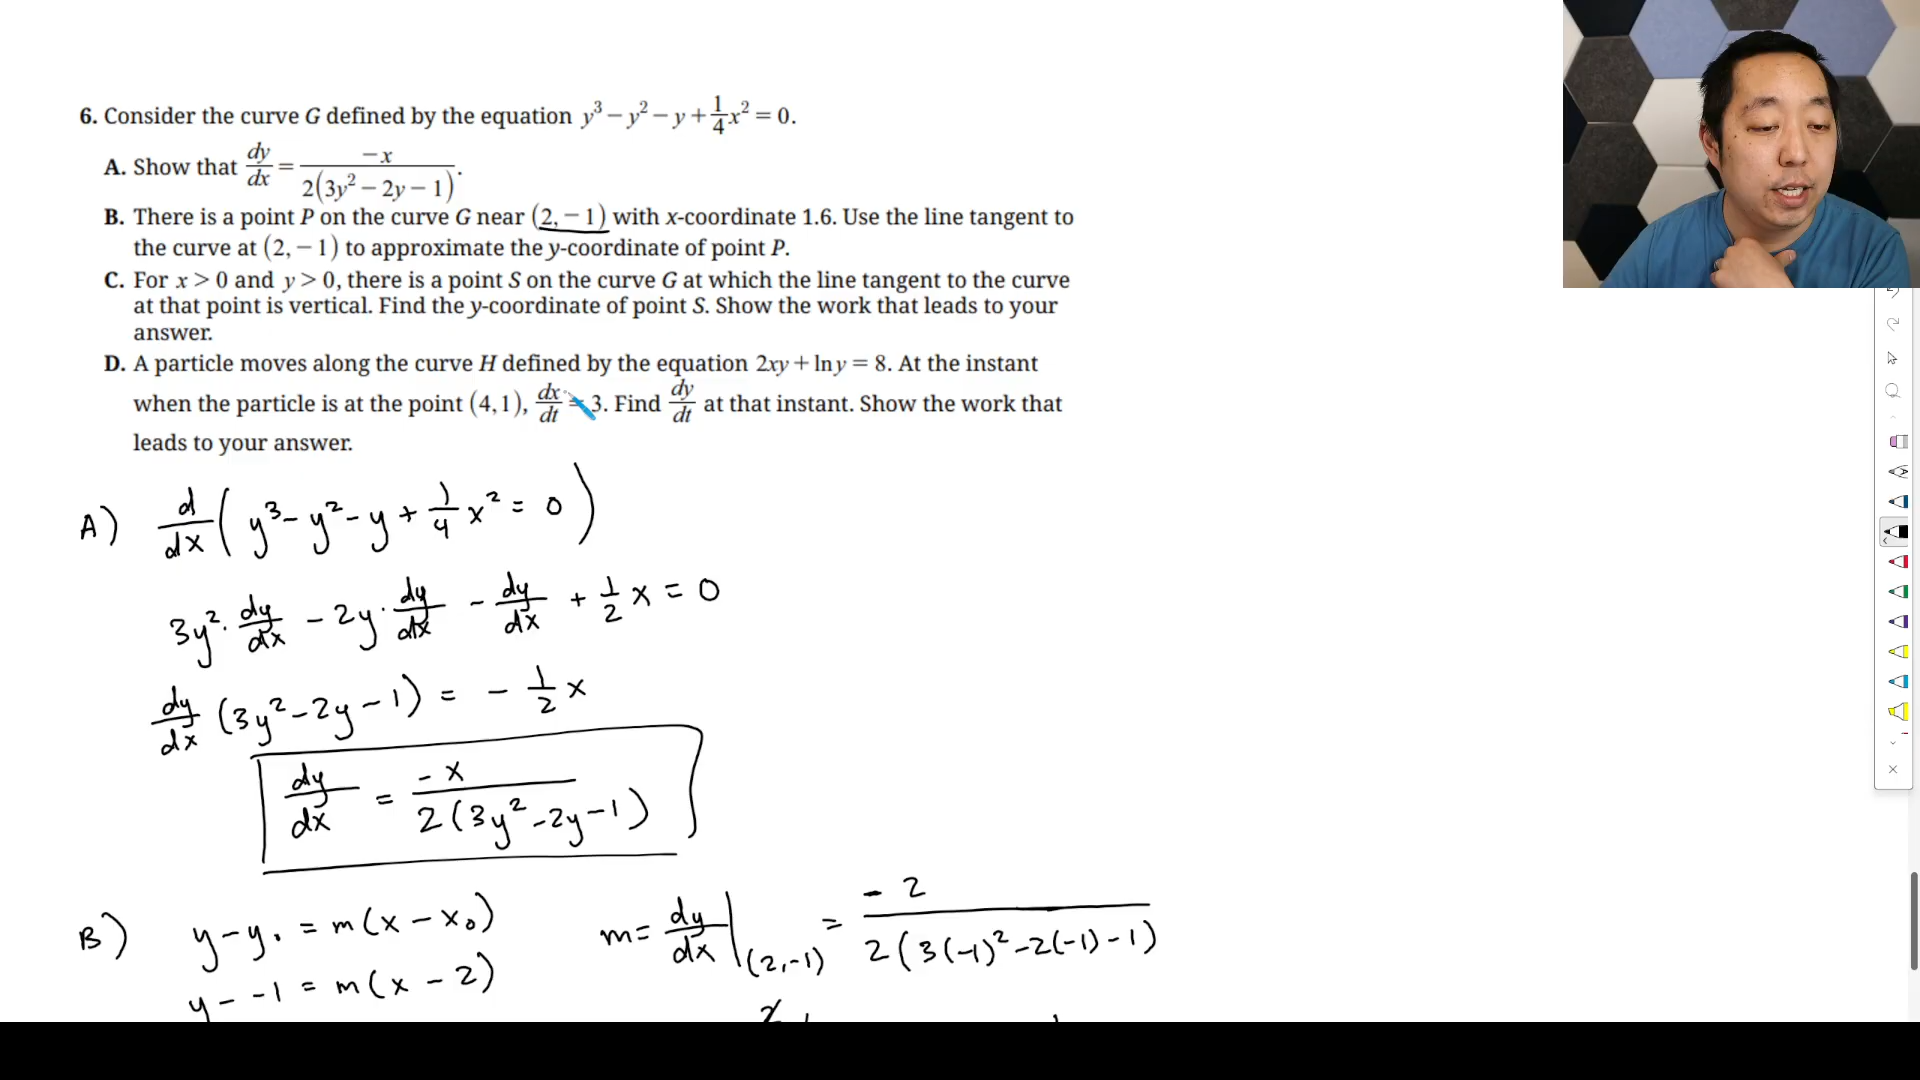 6. Consider the curve G defined by the equation y³ − y² − y + 1/4 x² = 0.
A. Show that dy/dx = −x / 2(3y² − 2y − 1).
B. There is a point P on the curve G near (2, −1) with x-coordinate 1.6. Use the line tangent to
the curve at (2, −1) to approximate the y-coordinate of point P.
C. For x > 0 and y > 0, there is a point S on the curve G at which the line tangent to the curve
at that point is vertical. Find the y-coordinate of point S. Show the work that leads to your
answer.
D. A particle moves along the curve H defined by the equation 2xy + ln y = 8. At the instant
when the particle is at the point (4, 1), dx/dt = 3. Find dy/dt at that instant. Show the work that
leads to your answer.
A) d/dx ( y³ − y² − y + 1/4 x² = 0 )
3y² · dy/dx − 2y · dy/dx − dy/dx + 1/2 x = 0
dy/dx (3y² − 2y − 1) = − 1/2 x
dy/dx = −x / 2(3y² − 2y − 1)
B) y − y₀ = m(x − x₀) m = dy/dx |(2,−1) = −2 / 2(3(−1)² − 2(−1) − 1)
y − −1 = m(x − 2)